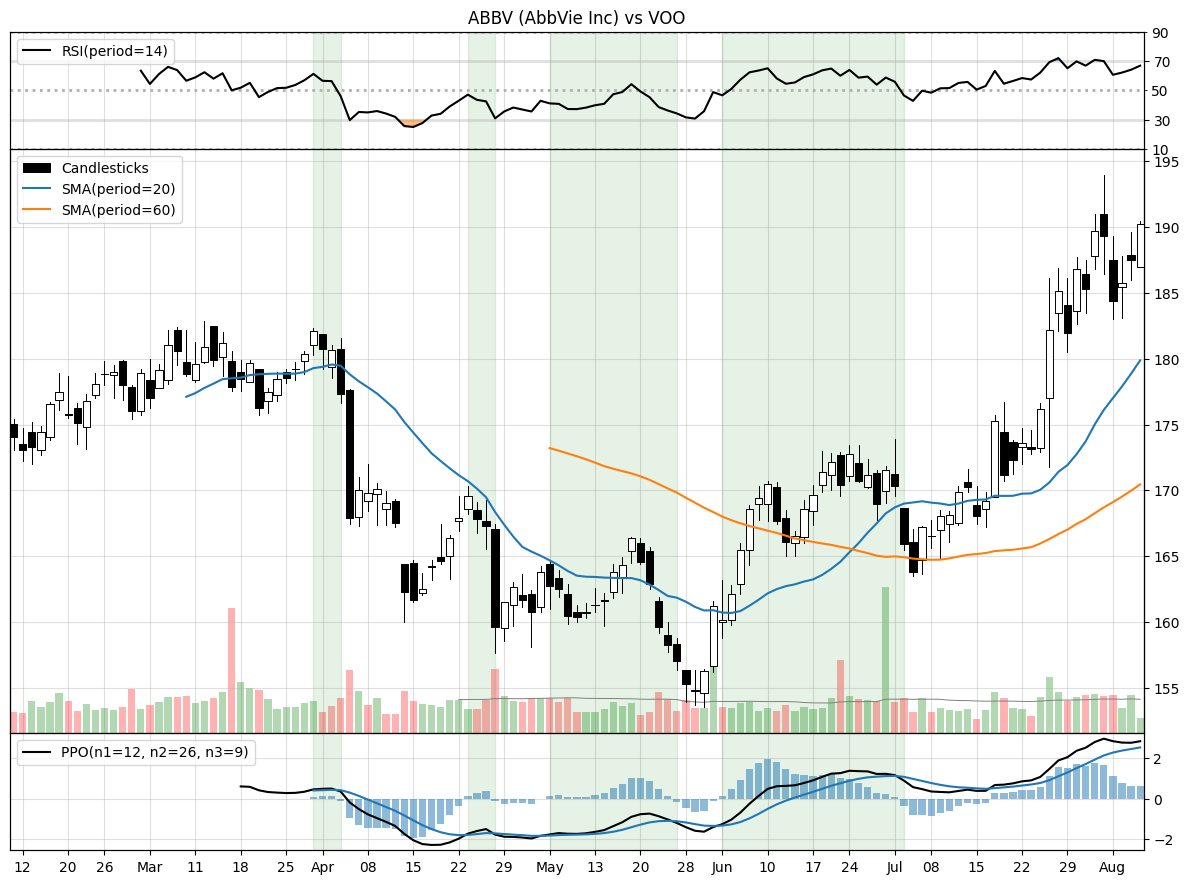 ABBV (AbbVie Inc) vs VOO
RSI(period=14)
90
70
50
30
10
Candlesticks
SMA(period=20)
SMA(period=60)
195
190
185
180
175
170
165
160
155
PPO(n1=12, n2=26, n3=9)
2
0
−2
12 20 26 Mar 11 18 25 Apr 08 15 22 29 May 13 20 28 Jun 10 17 24 Jul 08 15 22 29 Aug